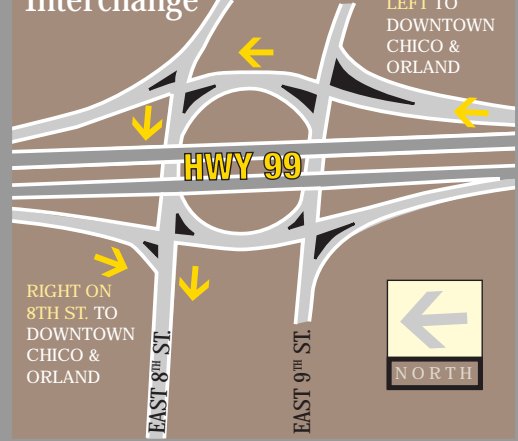 Interchange
LEFT TO
DOWNTOWN
CHICO &
ORLAND
HWY 99
RIGHT ON
8TH ST. TO
DOWNTOWN
CHICO &
ORLAND
EAST 8TH ST.
EAST 9TH ST.
NORTH